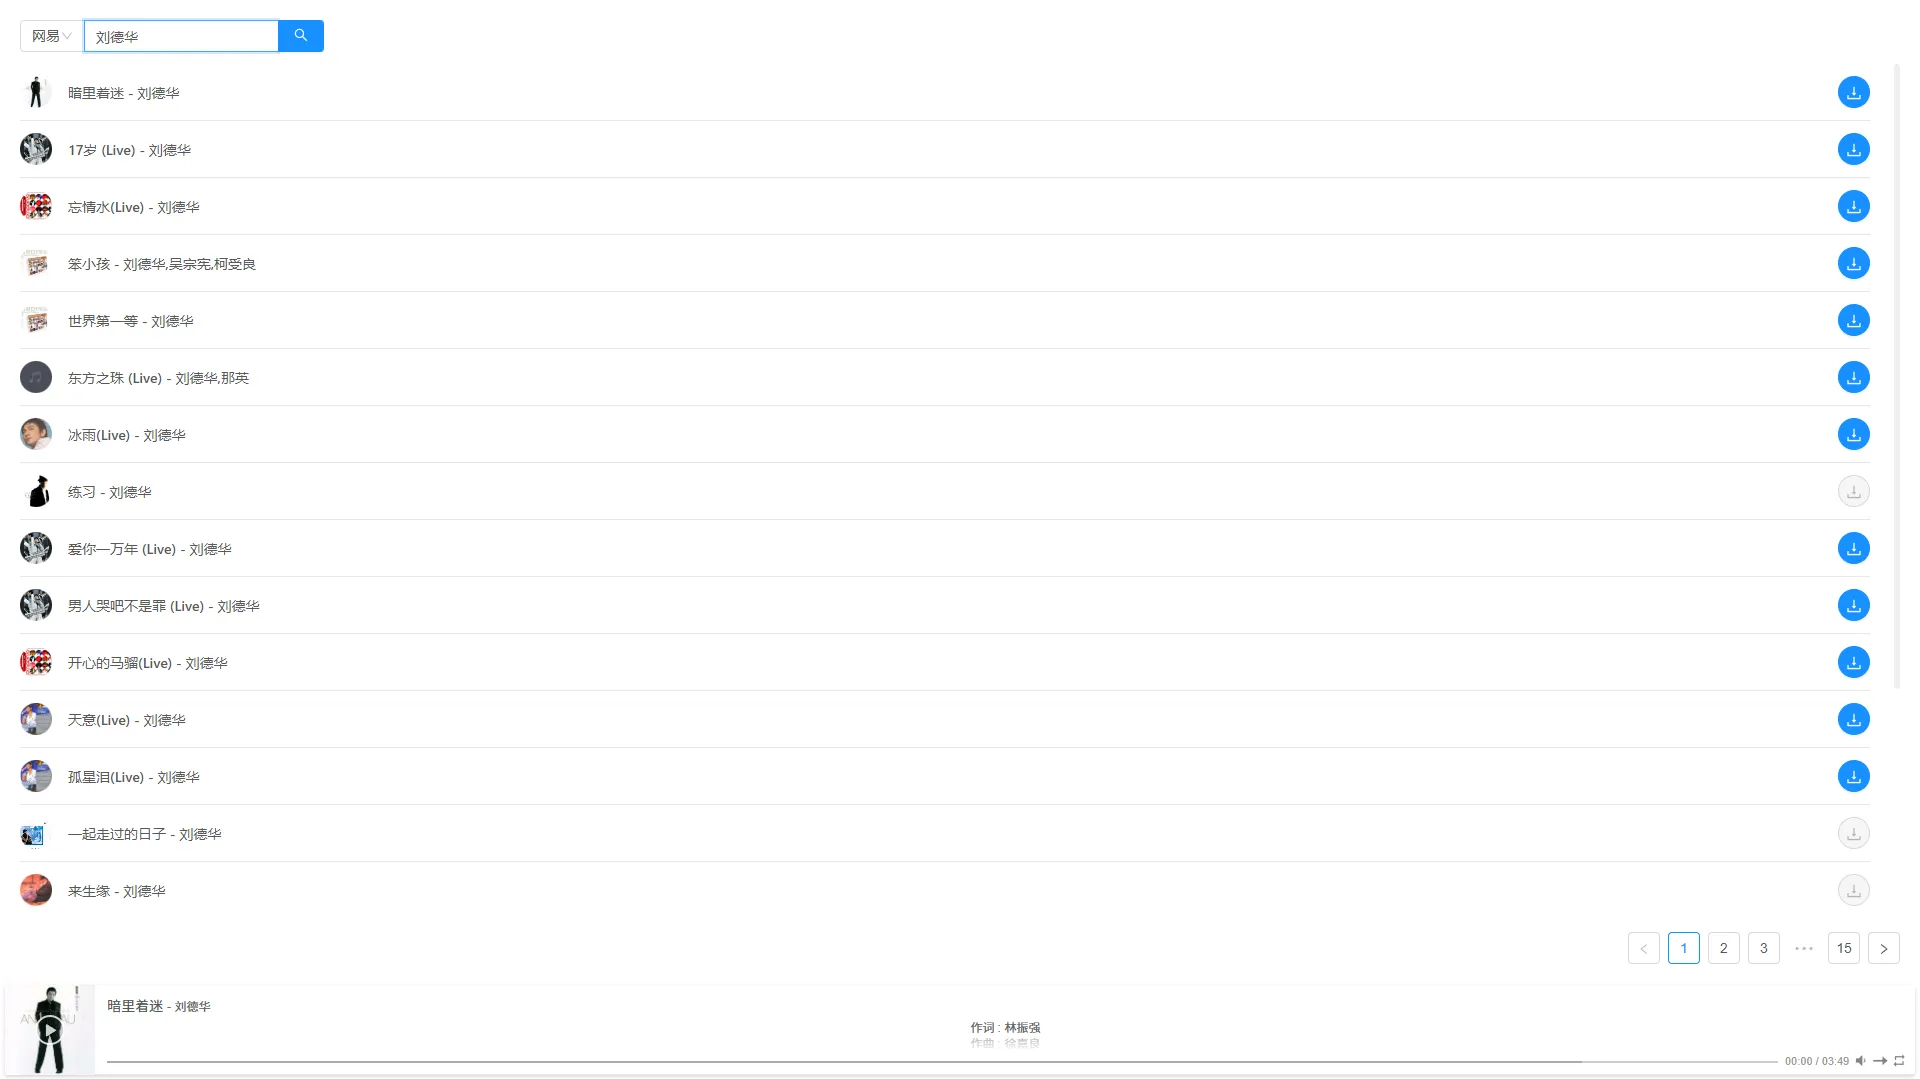 网易
刘德华
暗里着迷 - 刘德华
17岁 (Live) - 刘德华
忘情水(Live) - 刘德华
笨小孩 - 刘德华,吴宗宪,柯受良
世界第一等 - 刘德华
东方之珠 (Live) - 刘德华,那英
冰雨(Live) - 刘德华
练习 - 刘德华
爱你一万年 (Live) - 刘德华
男人哭吧不是罪 (Live) - 刘德华
开心的马骝(Live) - 刘德华
天意(Live) - 刘德华
孤星泪(Live) - 刘德华
一起走过的日子 - 刘德华
来生缘 - 刘德华
1 2 3 ••• 15
暗里着迷 - 刘德华
作词 : 林振强
作曲 : 徐嘉良
00:00 / 03:49